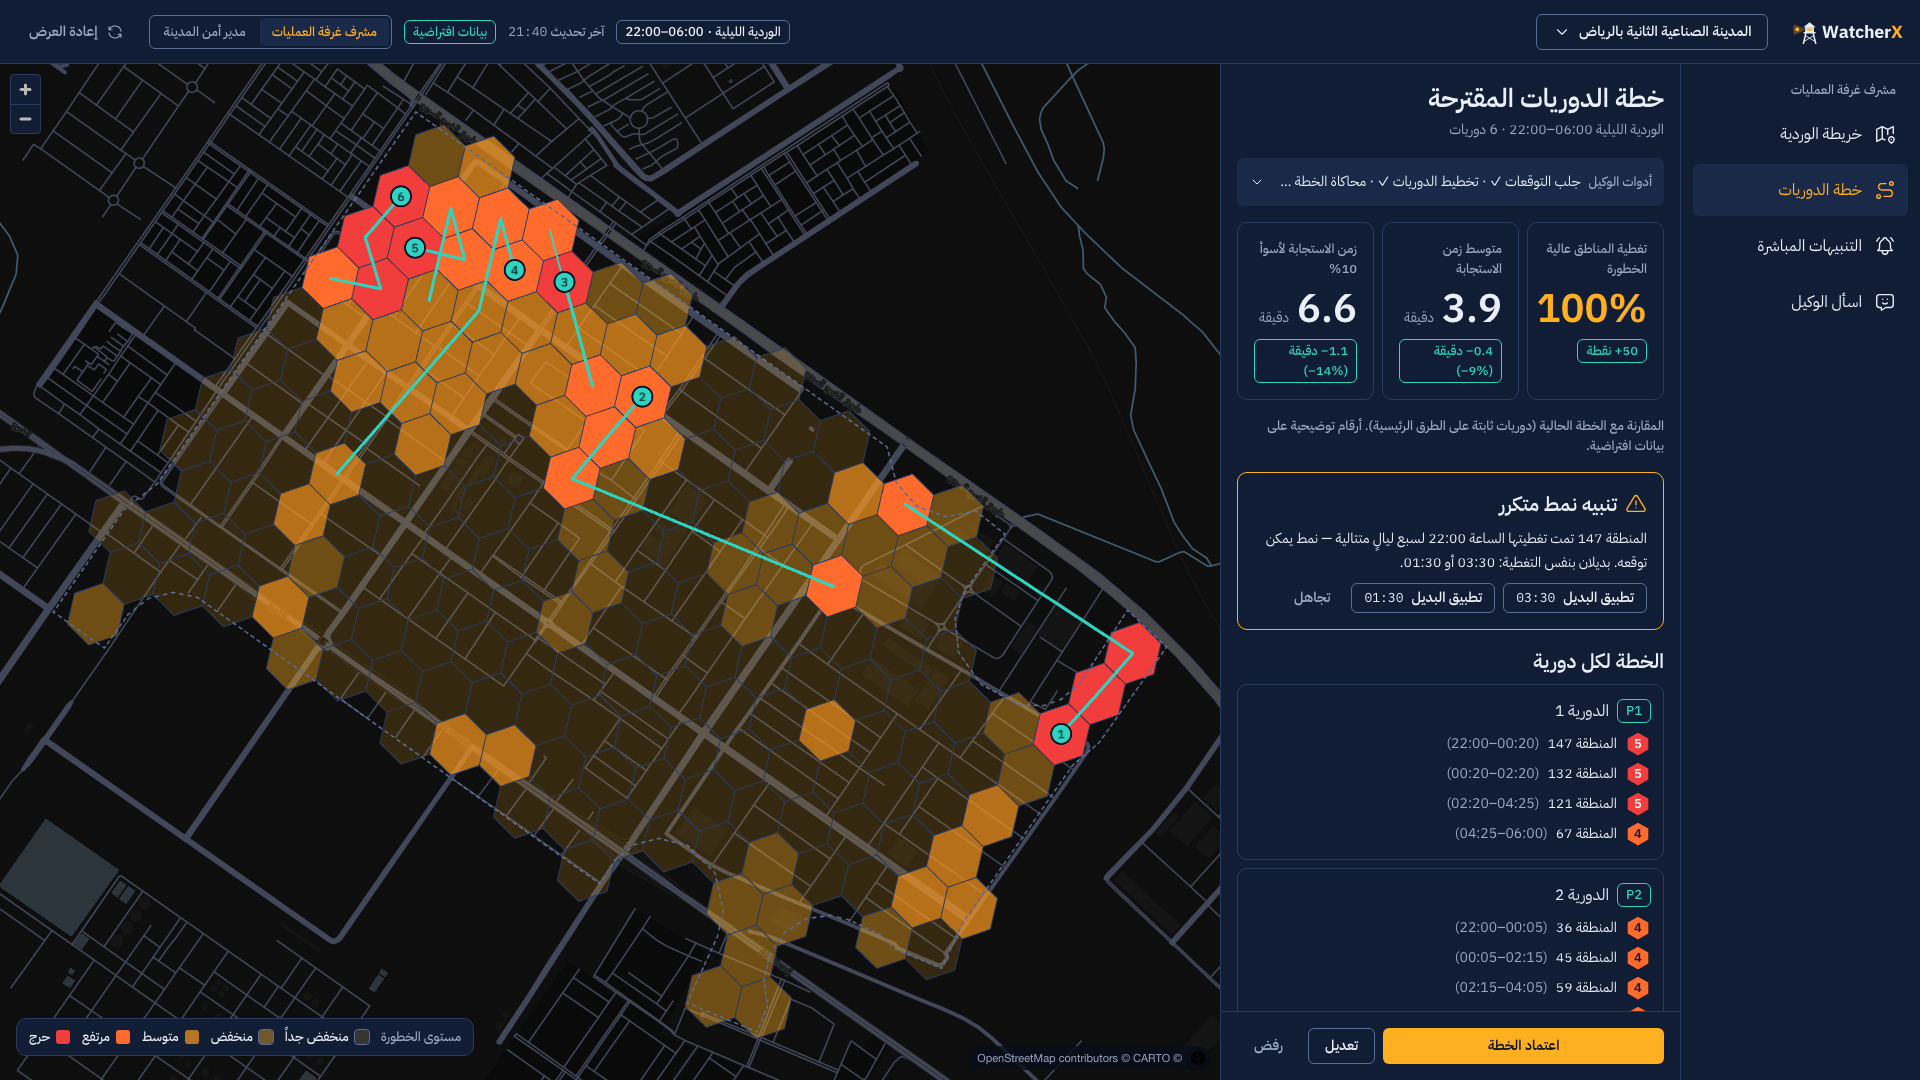 WatcherX
المدينة الصناعية الثانية بالرياض
الوردية الليلية · 22:00–06:00
آخر تحديث 21:40
بيانات افتراضية
مشرف غرفة العمليات
مدير أمن المدينة
إعادة العرض
مشرف غرفة العمليات
خريطة الوردية
خطة الدوريات
التنبيهات المباشرة
اسأل الوكيل
خطة الدوريات المقترحة
الوردية الليلية 22:00–06:00 · 6 دوريات
أدوات الوكيل جلب التوقعات ✓ · تخطيط الدوريات ✓ · محاكاة الخطة ...
تغطية المناطق عالية
الخطورة
100%
+50 نقطة
متوسط زمن
الاستجابة
3.9 دقيقة
−0.4 دقيقة
(−9%)
زمن الاستجابة لأسوأ
10%
6.6 دقيقة
−1.1 دقيقة
(−14%)
المقارنة مع الخطة الحالية (دوريات ثابتة على الطرق الرئيسية). أرقام توضيحية على
بيانات افتراضية.
تنبيه نمط متكرر
المنطقة 147 تمت تغطيتها الساعة 22:00 لسبع ليالٍ متتالية — نمط يمكن
توقعه. بديلان بنفس التغطية: 03:30 أو 01:30.
تطبيق البديل 03:30
تطبيق البديل 01:30
تجاهل
الخطة لكل دورية
P1 الدورية 1
5 المنطقة 147 (22:00–00:20)
5 المنطقة 132 (00:20–02:20)
5 المنطقة 121 (02:20–04:25)
4 المنطقة 67 (04:25–06:00)
P2 الدورية 2
4 المنطقة 36 (22:00–00:05)
4 المنطقة 45 (00:05–02:15)
4 المنطقة 59 (02:15–04:05)
اعتماد الخطة
تعديل
رفض
+
−
6
5
4
3
2
1
مستوى الخطورة منخفض جداً منخفض متوسط مرتفع حرج
OpenStreetMap contributors © CARTO ©